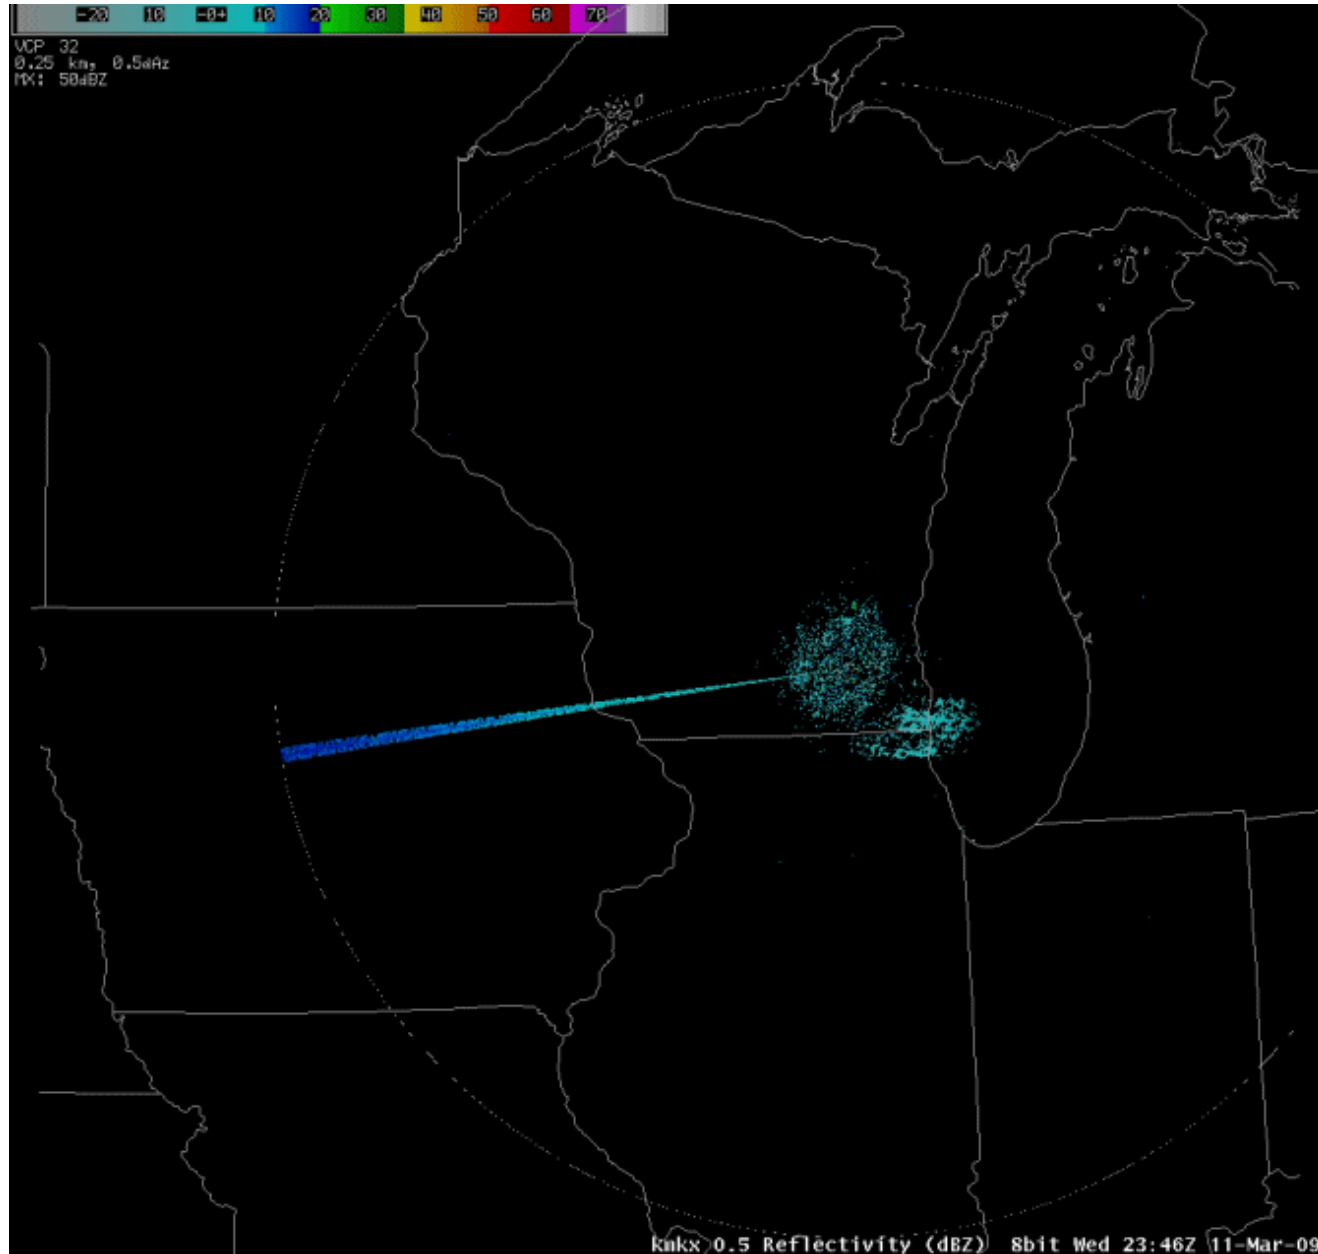 -20 10 -0+ 10 20 30 40 50 60 70
VCP 32
0.25 km, 0.5dAz
MX: 50dBZ
kmkx 0.5 Reflectivity (dBZ) 8bit Wed 23:46Z 11-Mar-09